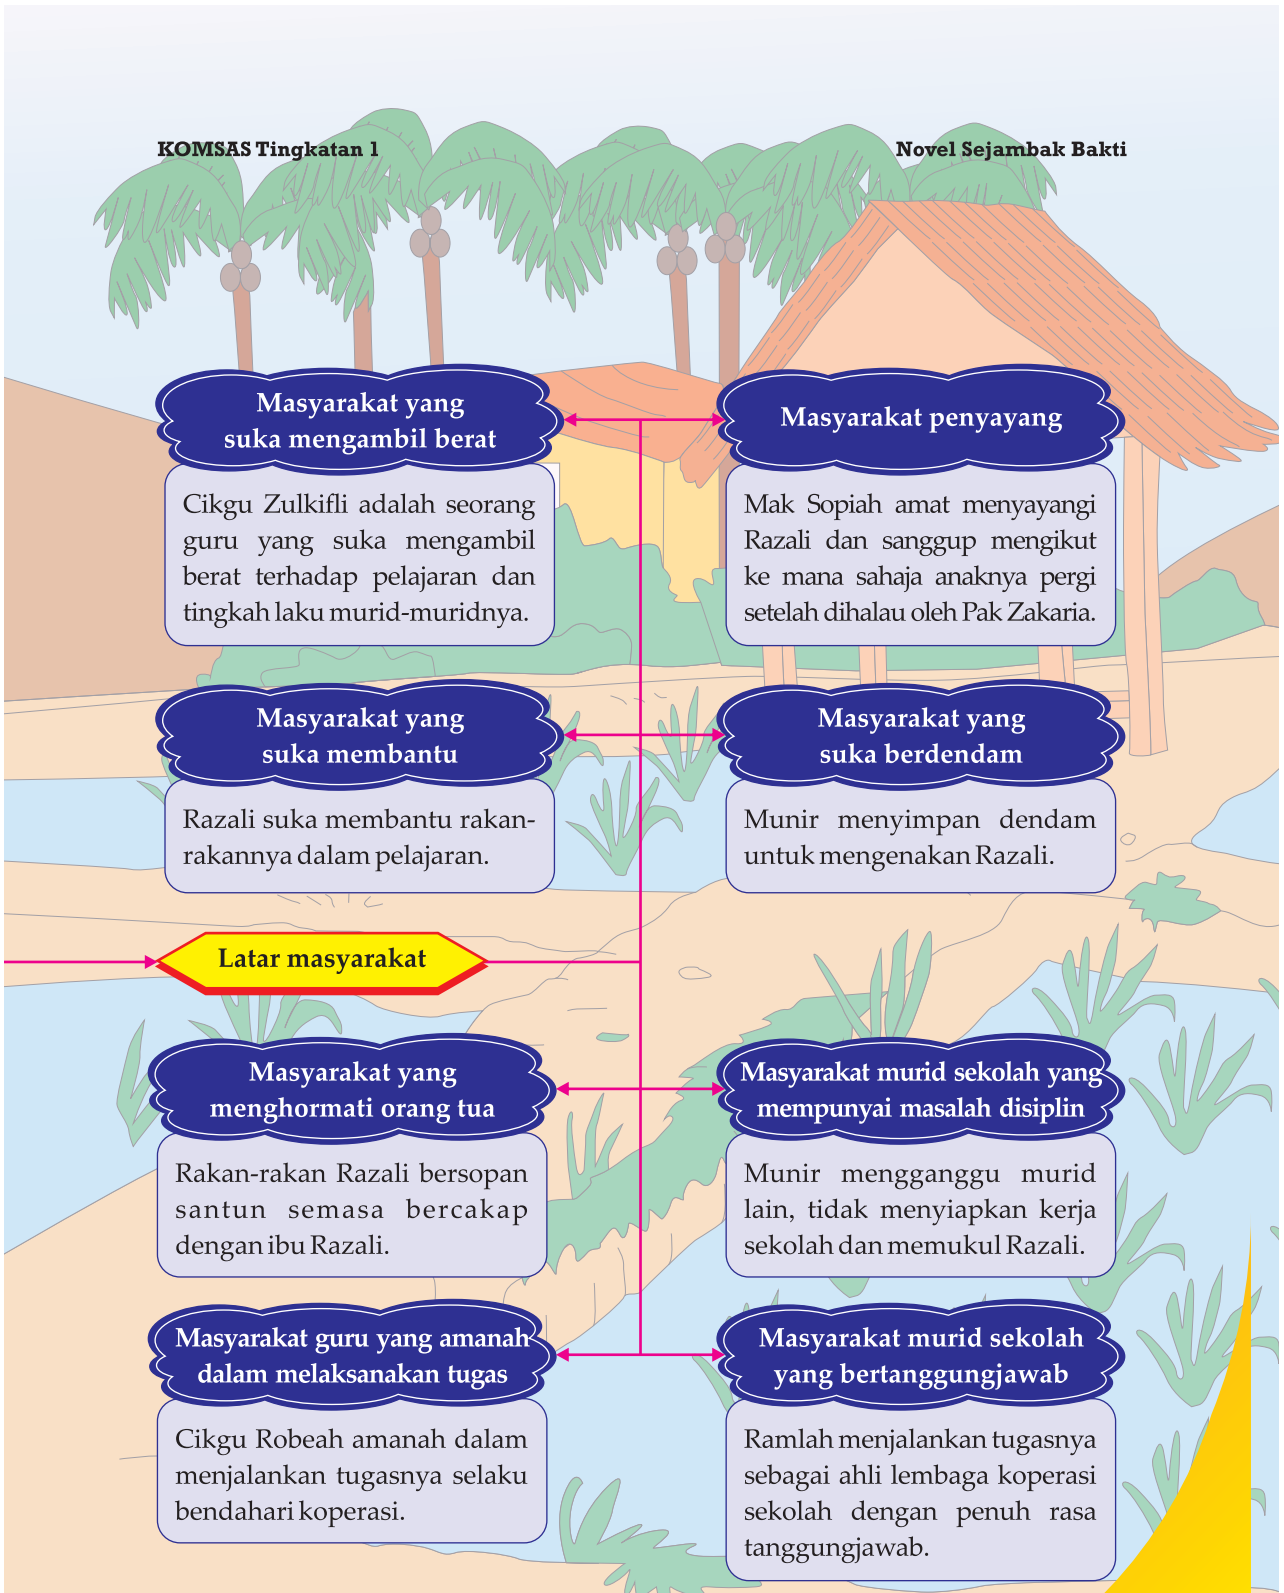 KOMSAS Tingkatan 1
Novel Sejambak Bakti
Masyarakat yang
suka mengambil berat
Cikgu Zulkifli adalah seorang
guru yang suka mengambil
berat terhadap pelajaran dan
tingkah laku murid-muridnya.
Masyarakat penyayang
Mak Sopiah amat menyayangi
Razali dan sanggup mengikut
ke mana sahaja anaknya pergi
setelah dihalau oleh Pak Zakaria.
Masyarakat yang
suka membantu
Razali suka membantu rakan-
rakannya dalam pelajaran.
Masyarakat yang
suka berdendam
Munir menyimpan dendam
untuk mengenakan Razali.
Latar masyarakat
Masyarakat yang
menghormati orang tua
Rakan-rakan Razali bersopan
santun semasa bercakap
dengan ibu Razali.
Masyarakat murid sekolah yang
mempunyai masalah disiplin
Munir mengganggu murid
lain, tidak menyiapkan kerja
sekolah dan memukul Razali.
Masyarakat guru yang amanah
dalam melaksanakan tugas
Cikgu Robeah amanah dalam
menjalankan tugasnya selaku
bendahari koperasi.
Masyarakat murid sekolah
yang bertanggungjawab
Ramlah menjalankan tugasnya
sebagai ahli lembaga koperasi
sekolah dengan penuh rasa
tanggungjawab.